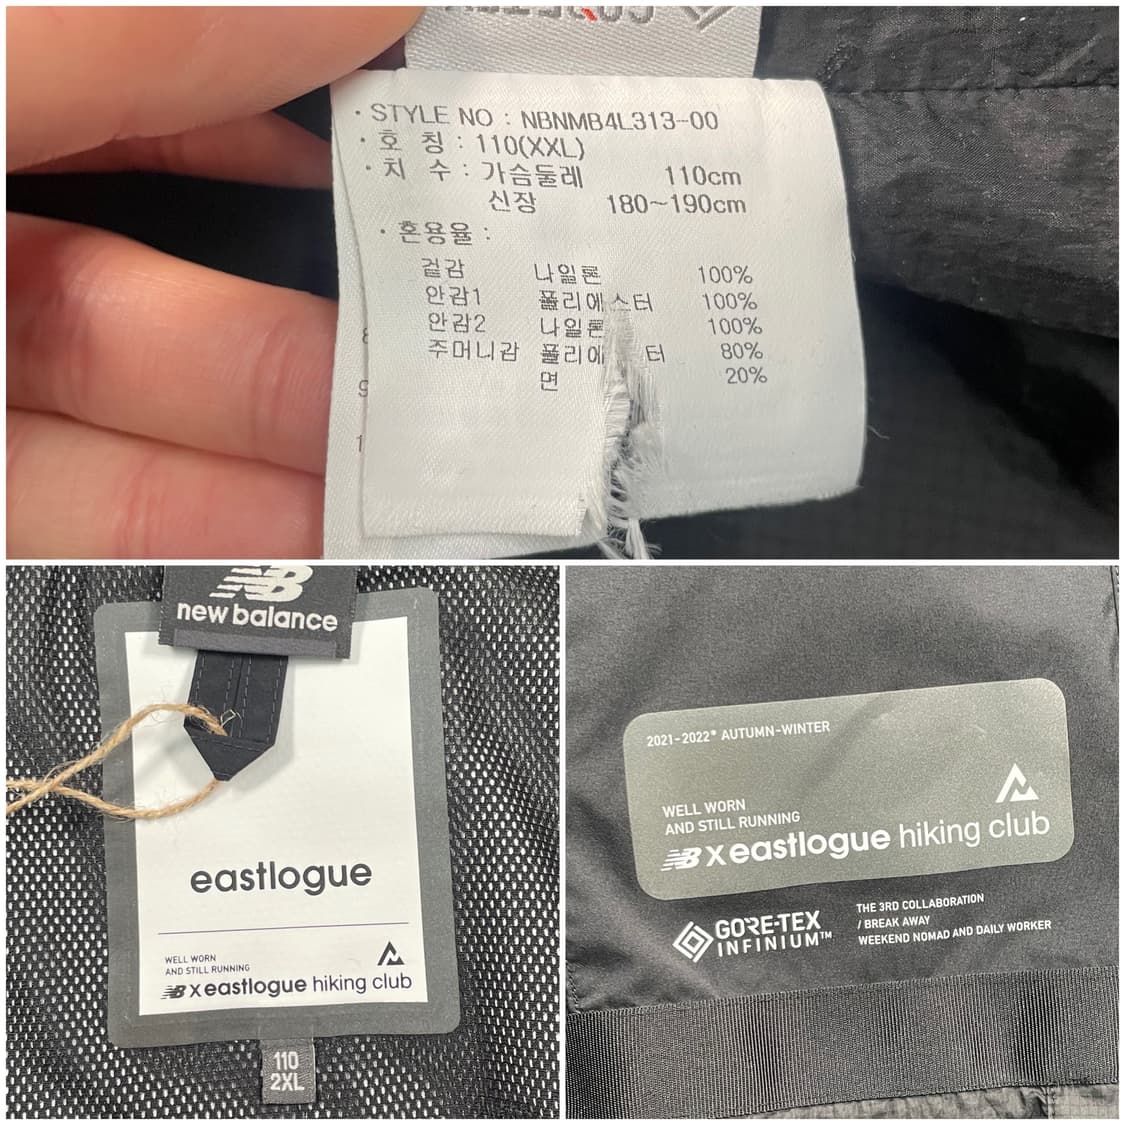 · STYLE NO : NBNMB4L313-00
· 호 칭 : 110(XXL)
· 치 수 : 가슴둘레 110cm
신장 180~190cm
· 혼용율 :
겉감 나일론 100%
안감1 폴리에스터 100%
안감2 나일론 100%
주머니감 폴리에 터 80%
면 20%
NB
new balance
eastlogue
WELL WORN
AND STILL RUNNING
NB x eastlogue hiking club
110
2XL
2021-2022* AUTUMN-WINTER
WELL WORN
AND STILL RUNNING
NB x eastlogue hiking club
GORE-TEX
INFINIUM™
THE 3RD COLLABORATION
/ BREAK AWAY
WEEKEND NOMAD AND DAILY WORKER